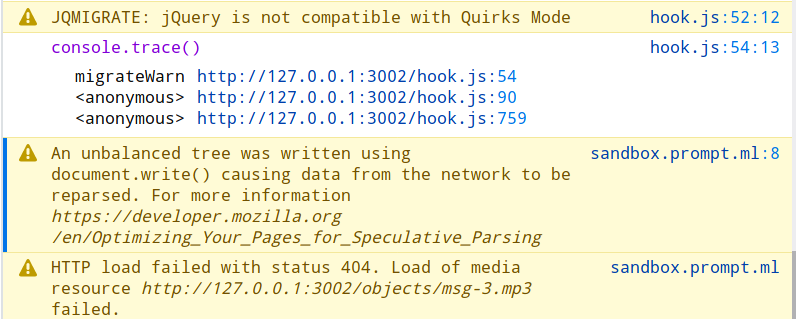 JQMIGRATE: jQuery is not compatible with Quirks Mode hook.js:52:12
console.trace() hook.js:54:13
migrateWarn http://127.0.0.1:3002/hook.js:54
<anonymous> http://127.0.0.1:3002/hook.js:90
<anonymous> http://127.0.0.1:3002/hook.js:759
An unbalanced tree was written using sandbox.prompt.ml:8
document.write() causing data from the network to be
reparsed. For more information
https://developer.mozilla.org
/en/Optimizing_Your_Pages_for_Speculative_Parsing
HTTP load failed with status 404. Load of media sandbox.prompt.ml
resource http://127.0.0.1:3002/objects/msg-3.mp3
failed.